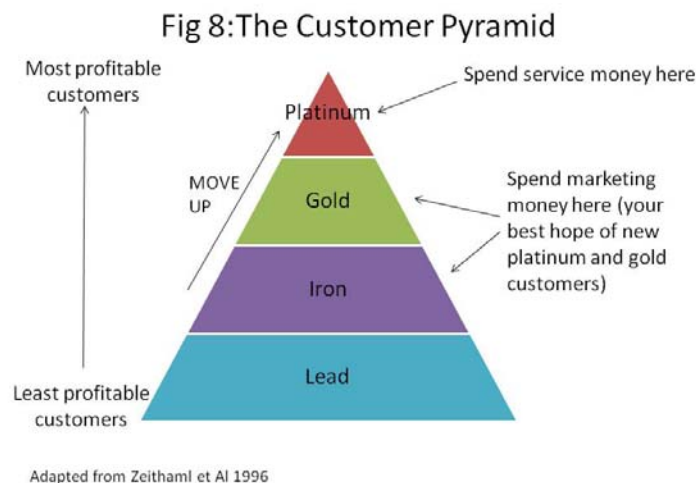 Fig 8:The Customer Pyramid
Most profitable
customers
Spend service money here
Platinum
MOVE
UP
Gold
Spend marketing
money here (your
best hope of new
platinum and gold
customers)
Iron
Lead
Least profitable
customers
Adapted from Zeithaml et Al 1996